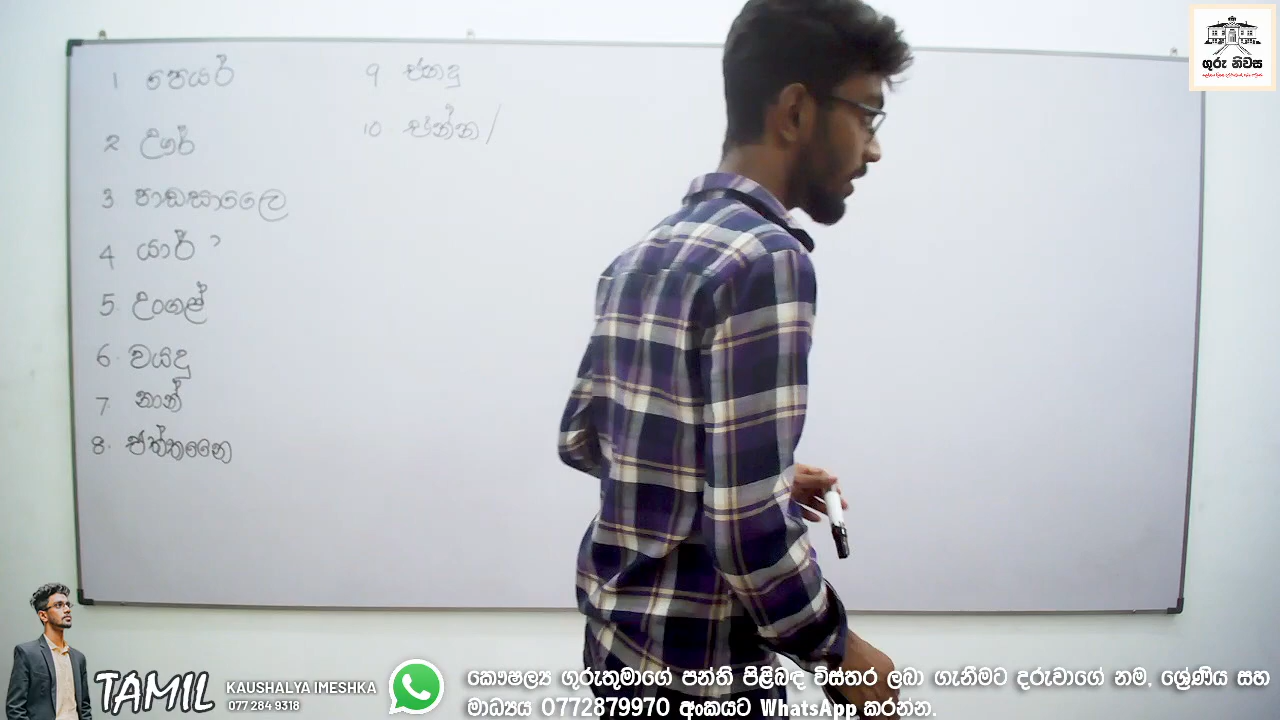 1 පෙයර්
2 උගර්
3 පාඩසාලෛ
4 යාර්
5 උංගළ්
6. වයදු
7 නාන්
8. එත්තනෛ
9 එනදු
10 එන්න /
ගුරු නිවස
TAMIL
KAUSHALYA IMESHKA
077 284 9318
කෞෂල්‍ය ගුරුතුමාගේ පන්ති පිළිබඳ විස්තර ලබා ගැනීමට දරුවාගේ නම, ශ්‍රේණිය සහ
මාධ්‍යය 0772879970 අංකයට WhatsApp කරන්න.